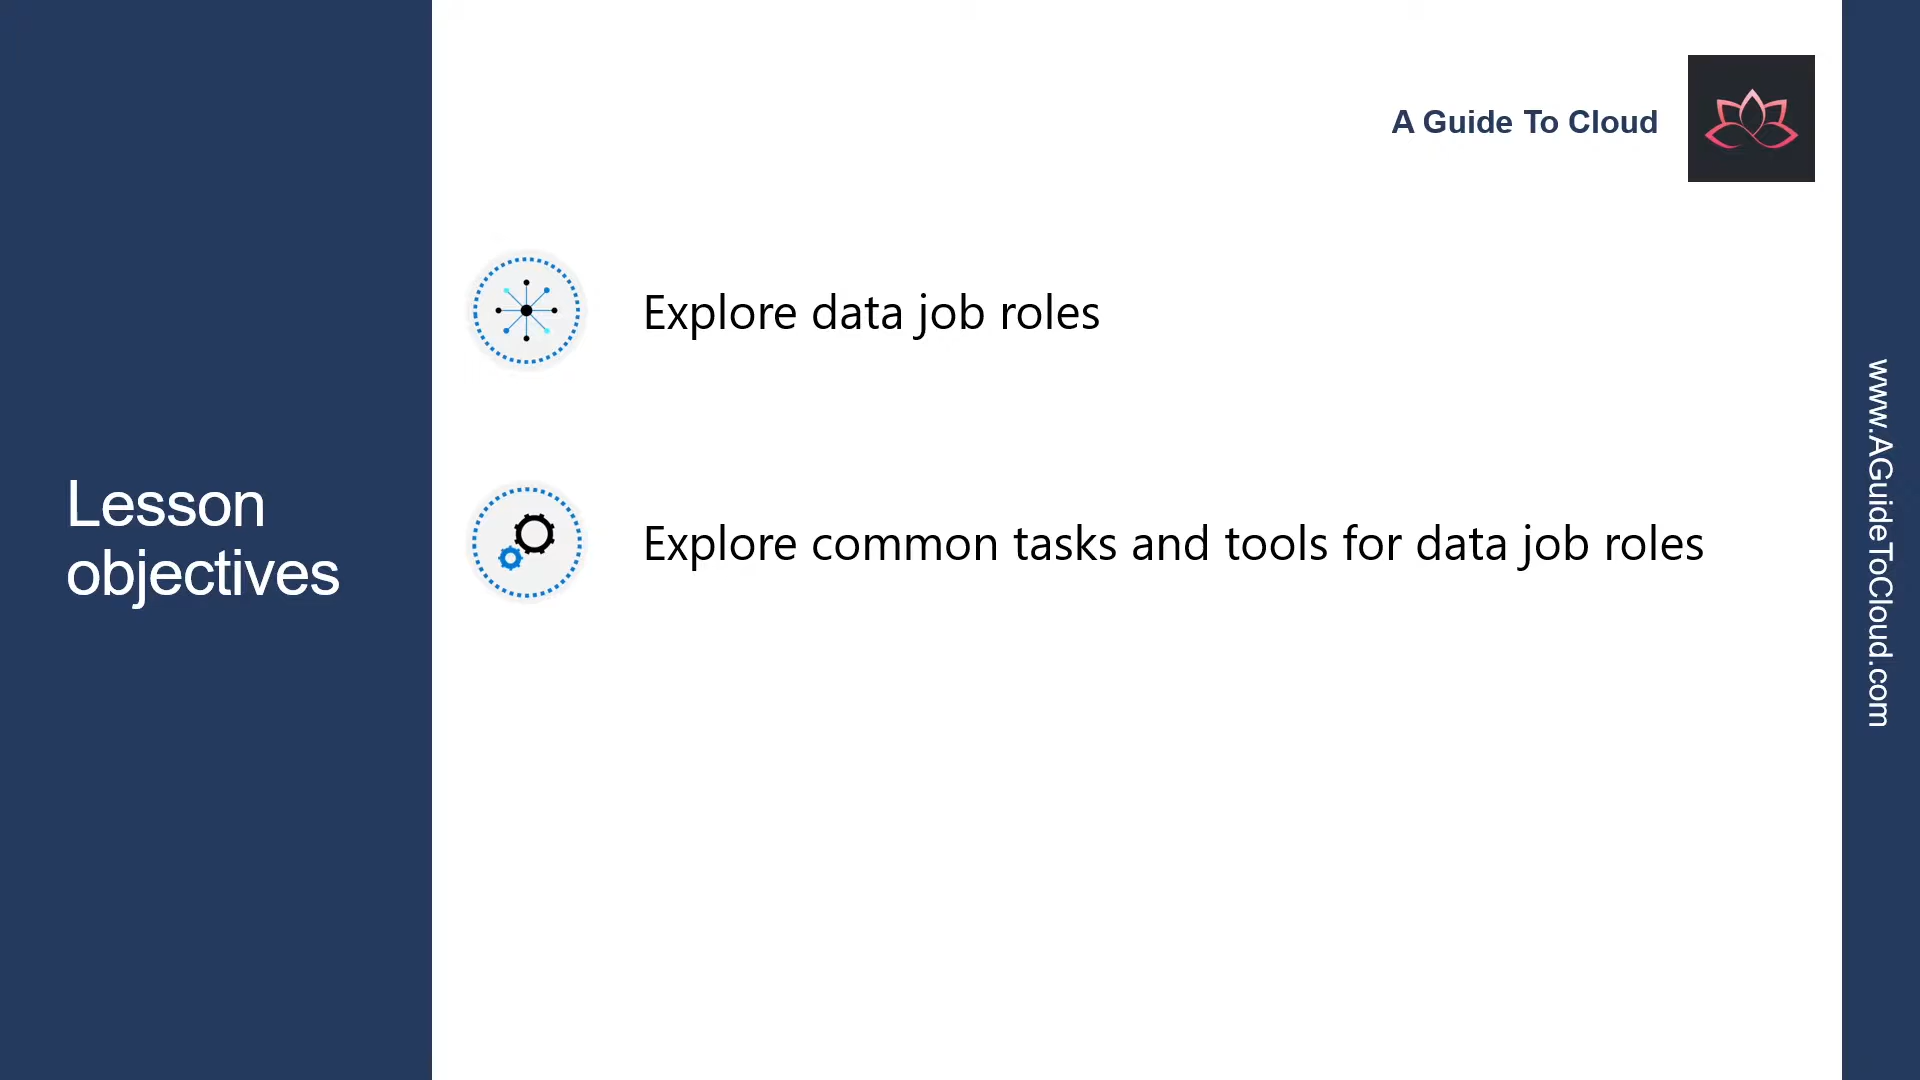 Lesson
objectives
A Guide To Cloud
Explore data job roles
Explore common tasks and tools for data job roles
www.AGuideToCloud.com